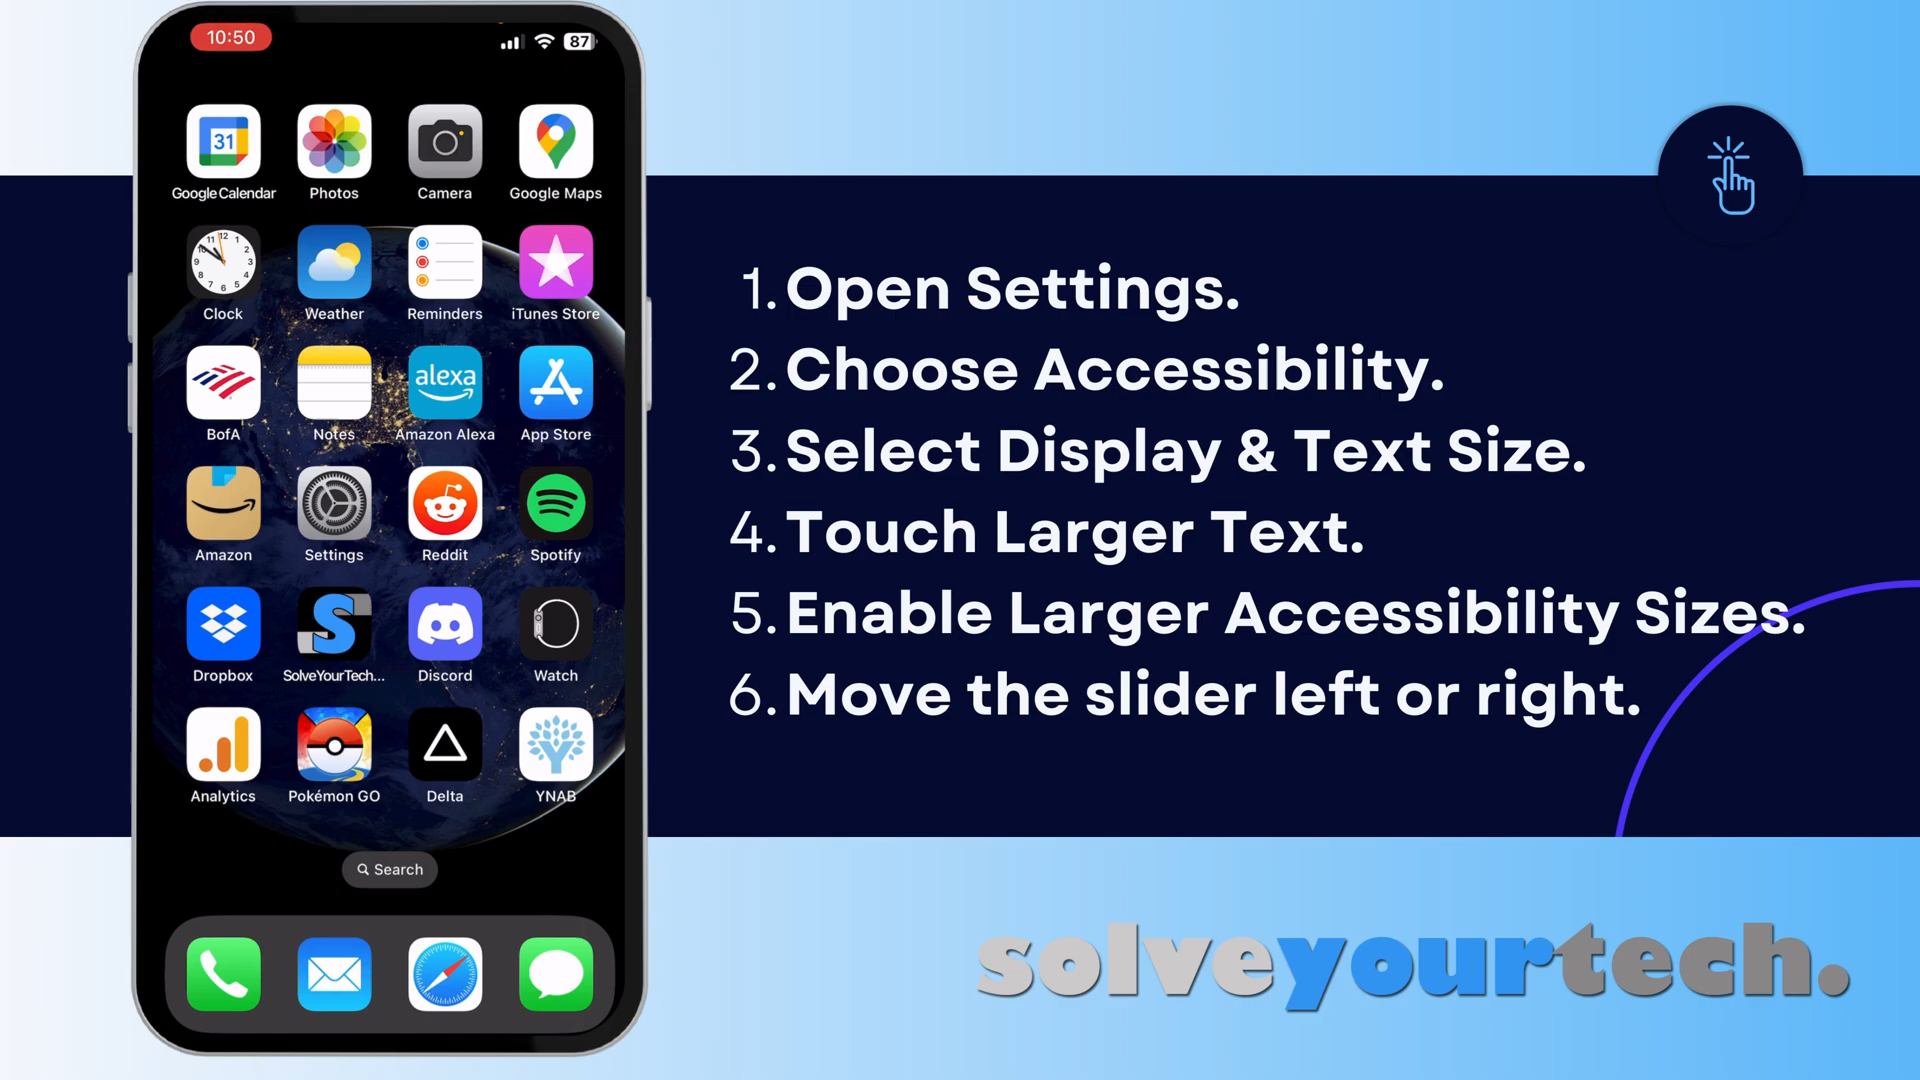 10:50
87
31
Google Calendar
Photos
Camera
Google Maps
Clock
Weather
Reminders
iTunes Store
alexa
BofA
Notes
Amazon Alexa
App Store
Amazon
Settings
Reddit
Spotify
S
Dropbox
SolveYourTech...
Discord
Watch
Analytics
Pokémon GO
Delta
YNAB
Search
1. Open Settings.
2. Choose Accessibility.
3. Select Display & Text Size.
4. Touch Larger Text.
5. Enable Larger Accessibility Sizes.
6. Move the slider left or right.
solveyourtech.